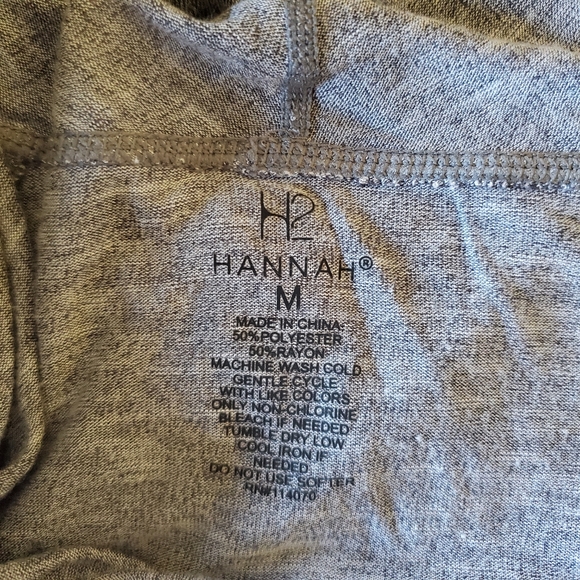 H2
HANNAH®
M
MADE IN CHINA
50%POLYESTER
50%RAYON
MACHINE WASH COLD
GENTLE CYCLE
WITH LIKE COLORS
ONLY NON-CHLORINE
BLEACH IF NEEDED
TUMBLE DRY LOW
COOL IRON IF
NEEDED
DO NOT USE SOFTER
RN#114070